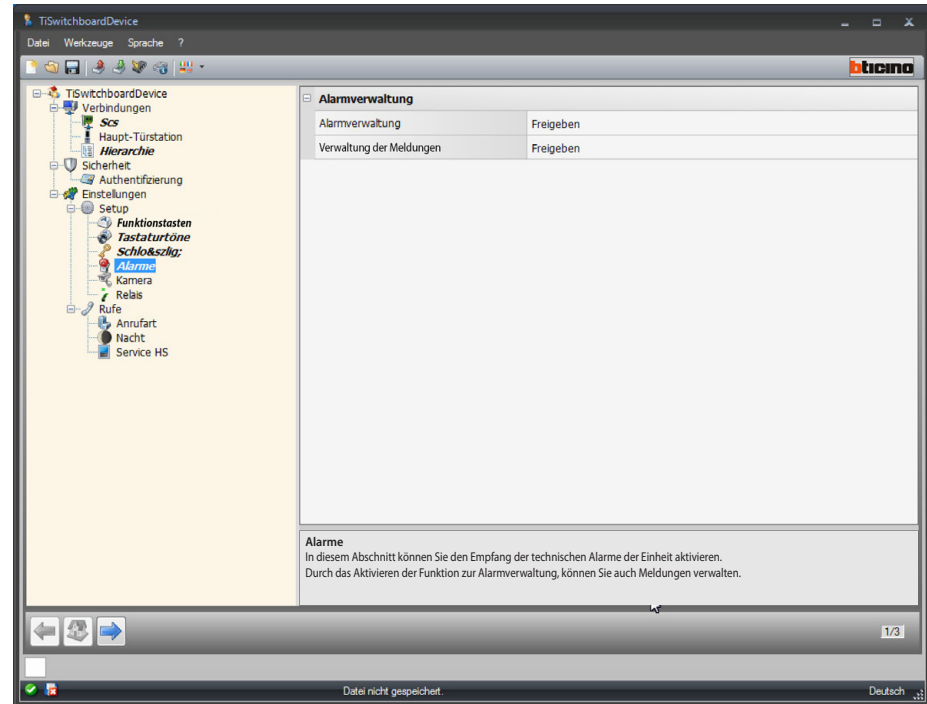 TiSwitchboardDevice
Datei Werkzeuge Sprache ?
bticino
TiSwitchboardDevice
Verbindungen
Scs
Haupt-Türstation
Hierarchie
Sicherheit
Authentifizierung
Einstellungen
Setup
Funktionstasten
Tastaturtöne
Schlo&szlig;
Alarme
Kamera
Relais
Rufe
Anrufart
Nacht
Service HS
Alarmverwaltung
Alarmverwaltung Freigeben
Verwaltung der Meldungen Freigeben
Alarme
In diesem Abschnitt können Sie den Empfang der technischen Alarme der Einheit aktivieren.
Durch das Aktivieren der Funktion zur Alarmverwaltung, können Sie auch Meldungen verwalten.
1/3
Datei nicht gespeichert. Deutsch